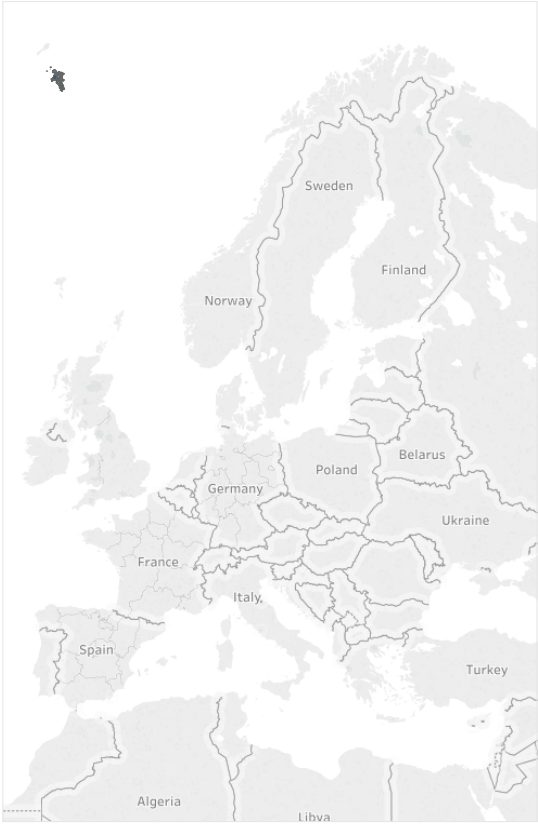 Sweden
Finland
Norway
Belarus
Poland
Germany
Ukraine
France
Italy
Spain
Turkey
Algeria
Libya